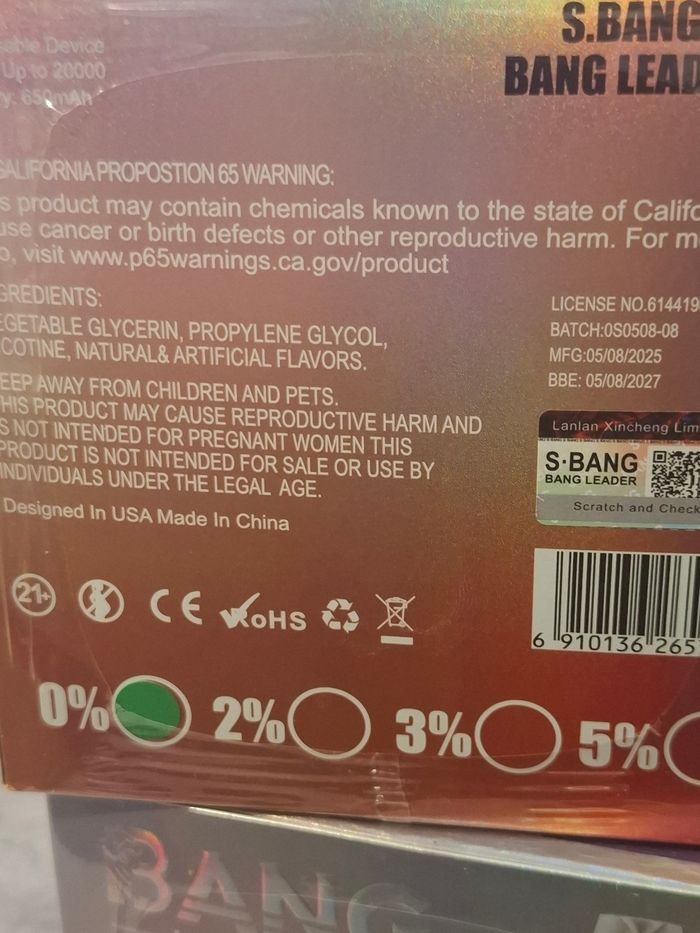 able Device
Up to 20000
y: 650mAh
S.BANG
BANG LEAD
CALIFORNIA PROPOSTION 65 WARNING:
s product may contain chemicals known to the state of Califo
use cancer or birth defects or other reproductive harm. For m
o, visit www.p65warnings.ca.gov/product
GREDIENTS:
EGETABLE GLYCERIN, PROPYLENE GLYCOL,
COTINE, NATURAL& ARTIFICIAL FLAVORS.
EEP AWAY FROM CHILDREN AND PETS.
HIS PRODUCT MAY CAUSE REPRODUCTIVE HARM AND
S NOT INTENDED FOR PREGNANT WOMEN THIS
PRODUCT IS NOT INTENDED FOR SALE OR USE BY
INDIVIDUALS UNDER THE LEGAL AGE.
Designed In USA Made In China
LICENSE NO.614419
BATCH:0S0508-08
MFG:05/08/2025
BBE: 05/08/2027
Lanlan Xincheng Lim
S·BANG
BANG LEADER
Scratch and Check
21+
CE
RoHS
6 910136 265
0%
2%
3%
5%
BANG